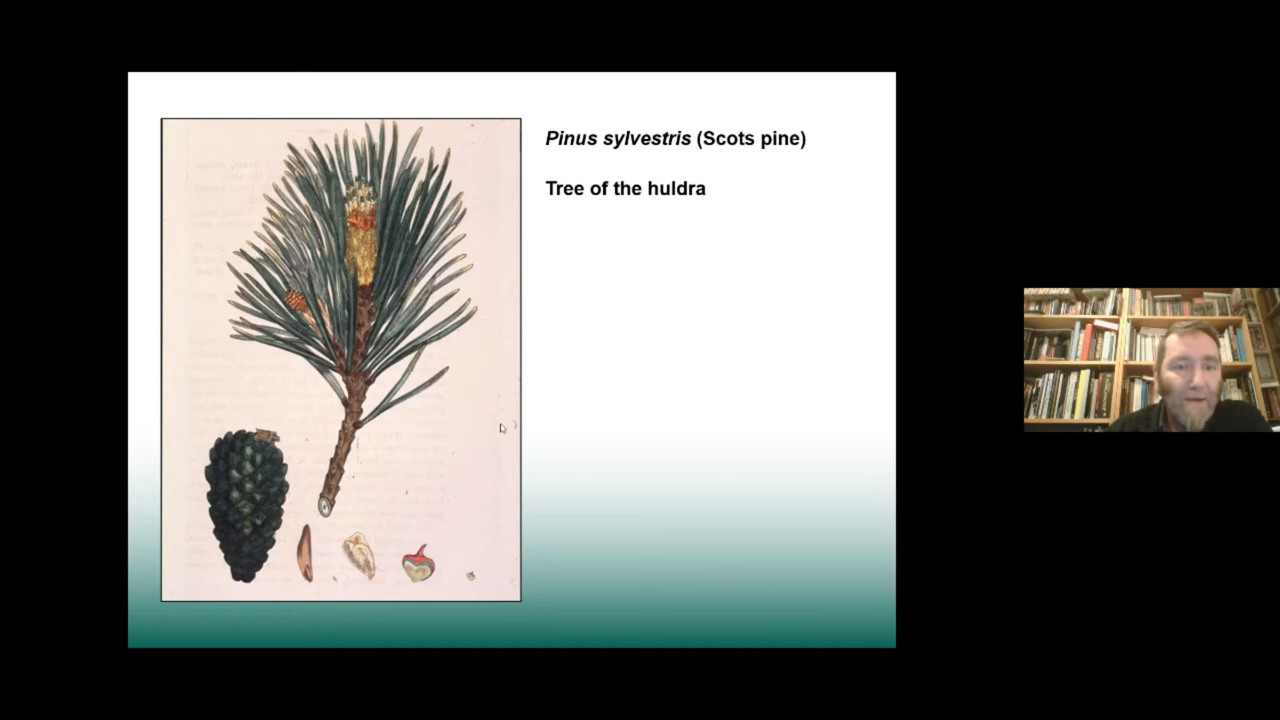 Pinus sylvestris (Scots pine)
Tree of the huldra